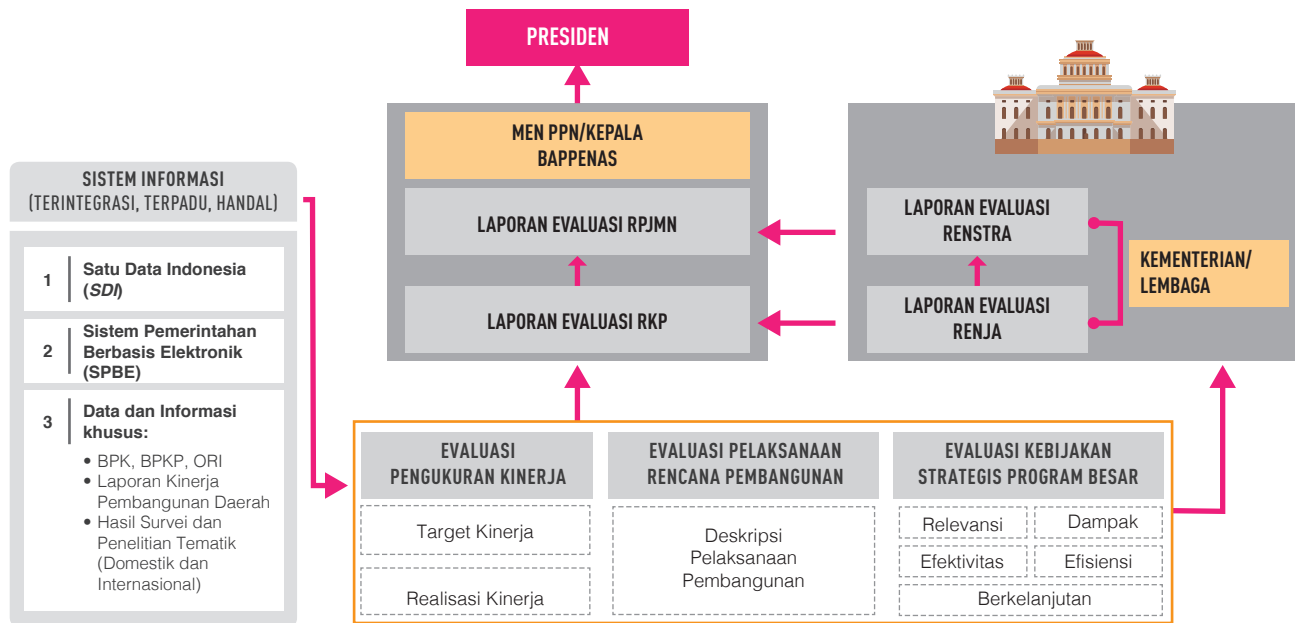 PRESIDEN
MEN PPN/KEPALA
BAPPENAS
LAPORAN EVALUASI RPJMN
LAPORAN EVALUASI RKP
LAPORAN EVALUASI
RENSTRA
LAPORAN EVALUASI
RENJA
KEMENTERIAN/
LEMBAGA
SISTEM INFORMASI
(TERINTEGRASI, TERPADU, HANDAL)
1
Satu Data Indonesia
(SDI)
2
Sistem Pemerintahan
Berbasis Elektronik
(SPBE)
3
Data dan Informasi
khusus:
• BPK, BPKP, ORI
• Laporan Kinerja
Pembangunan Daerah
• Hasil Survei dan
Penelitian Tematik
(Domestik dan
Internasional)
EVALUASI
PENGUKURAN KINERJA
Target Kinerja
Realisasi Kinerja
EVALUASI PELAKSANAAN
RENCANA PEMBANGUNAN
Deskripsi
Pelaksanaan
Pembangunan
EVALUASI KEBIJAKAN
STRATEGIS PROGRAM BESAR
Relevansi
Dampak
Efektivitas
Efisiensi
Berkelanjutan